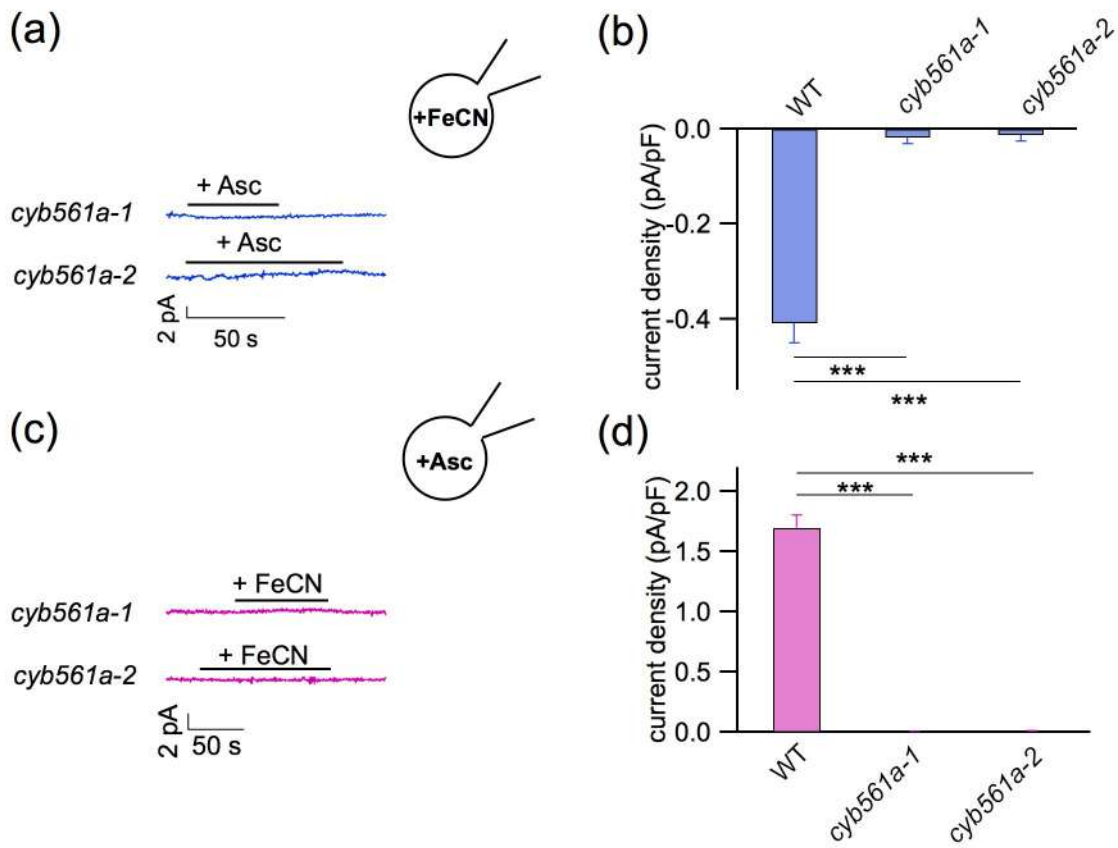 (a)
+FeCN
+ Asc
cyb561a-1
+ Asc
cyb561a-2
2 pA
50 s
(b)
WT
cyb561a-1
cyb561a-2
0.0
-0.2
-0.4
current density (pA/pF)
***
***
(c)
+Asc
+ FeCN
cyb561a-1
+ FeCN
cyb561a-2
2 pA
50 s
(d)
***
***
2.0
1.5
1.0
0.5
0.0
current density (pA/pF)
WT
cyb561a-1
cyb561a-2